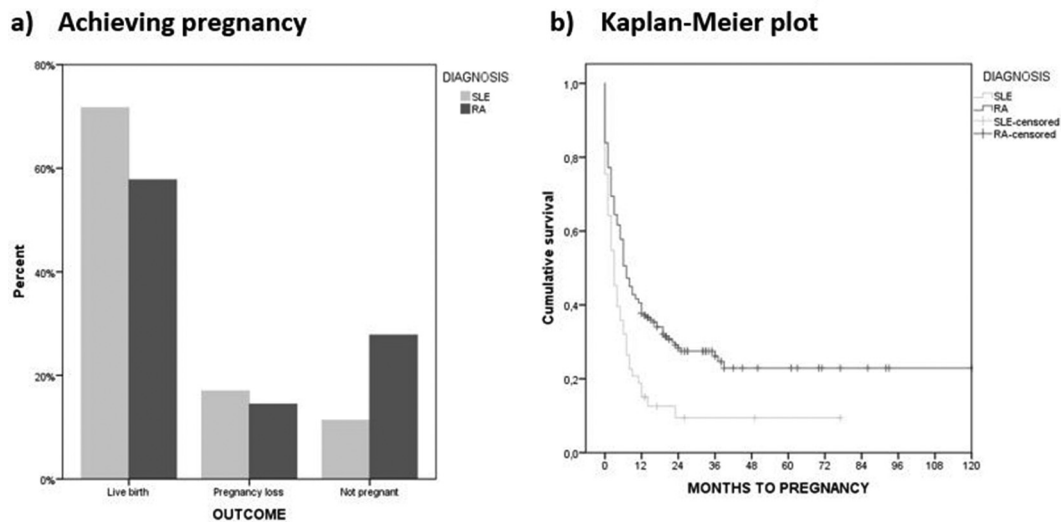 a) Achieving pregnancy
80%
60%
40%
20%
0%
Percent
Live birth
Pregnancy loss
Not pregnant
OUTCOME
DIAGNOSIS
SLE
RA
b) Kaplan-Meier plot
1,0
0,8
0,6
0,4
0,2
0,0
Cumulative survival
0 12 24 36 48 60 72 84 96 108 120
MONTHS TO PREGNANCY
DIAGNOSIS
SLE
RA
SLE-censored
RA-censored